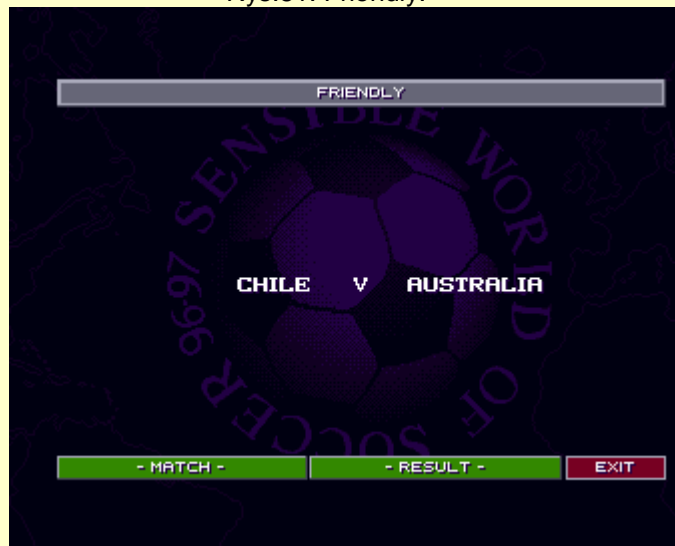 FRIENDLY
SENSIBLE WORLD OF SOCCER 96-97
CHILE V AUSTRALIA
- MATCH - - RESULT - EXIT